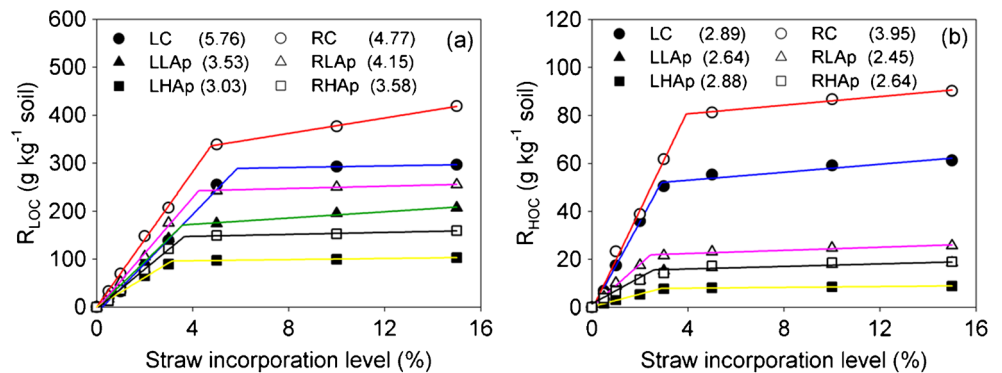 (a)
LC (5.76) RC (4.77)
LLAp (3.53) RLAp (4.15)
LHAp (3.03) RHAp (3.58)
R_LOC (g kg⁻¹ soil)
600
500
400
300
200
100
0
0 4 8 12 16
Straw incorporation level (%)
(b)
LC (2.89) RC (3.95)
LLAp (2.64) RLAp (2.45)
LHAp (2.88) RHAp (2.64)
R_HOC (g kg⁻¹ soil)
120
100
80
60
40
20
0
0 4 8 12 16
Straw incorporation level (%)